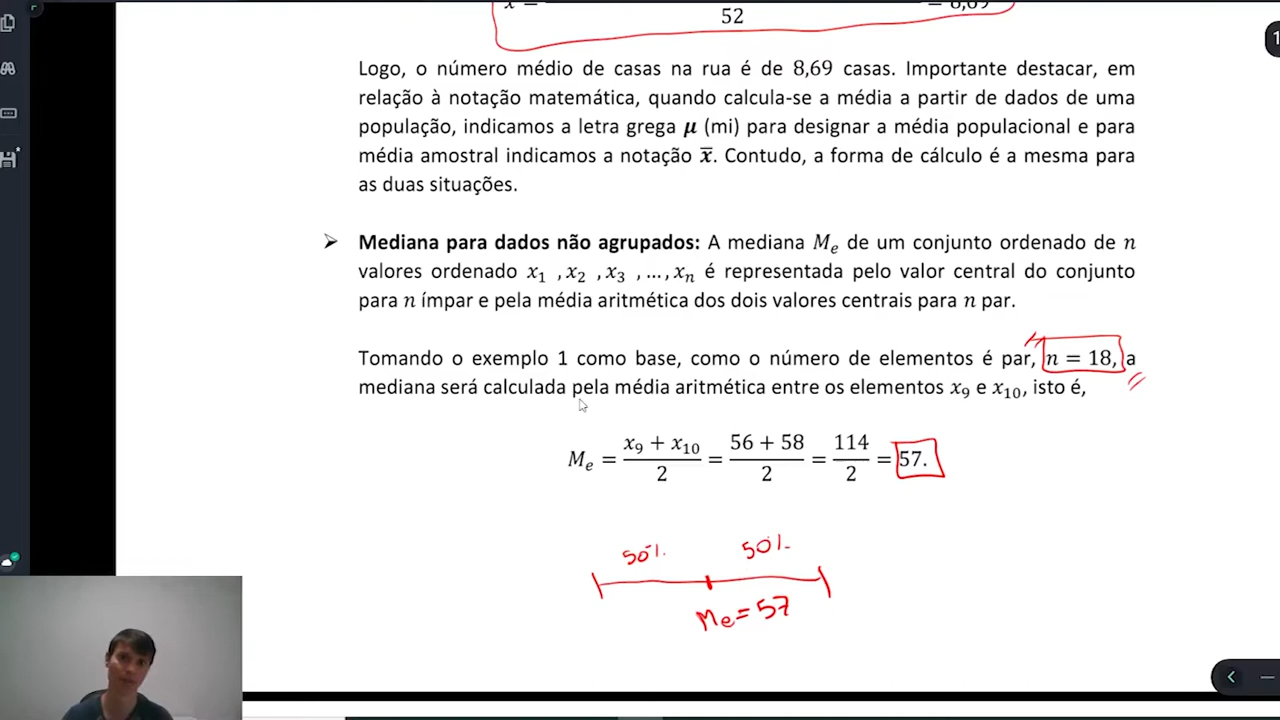 x̄ = ——— = 8,69
52
Logo, o número médio de casas na rua é de 8,69 casas. Importante destacar, em
relação à notação matemática, quando calcula-se a média a partir de dados de uma
população, indicamos a letra grega μ (mi) para designar a média populacional e para
média amostral indicamos a notação x̄. Contudo, a forma de cálculo é a mesma para
as duas situações.
➤ Mediana para dados não agrupados: A mediana Mₑ de um conjunto ordenado de n
valores ordenado x₁ , x₂ , x₃ , ..., xₙ é representada pelo valor central do conjunto
para n ímpar e pela média aritmética dos dois valores centrais para n par.
Tomando o exemplo 1 como base, como o número de elementos é par, n = 18, a
mediana será calculada pela média aritmética entre os elementos x₉ e x₁₀, isto é,
Mₑ = (x₉ + x₁₀)/2 = (56 + 58)/2 = 114/2 = 57.
50% 50%
Me = 57
1